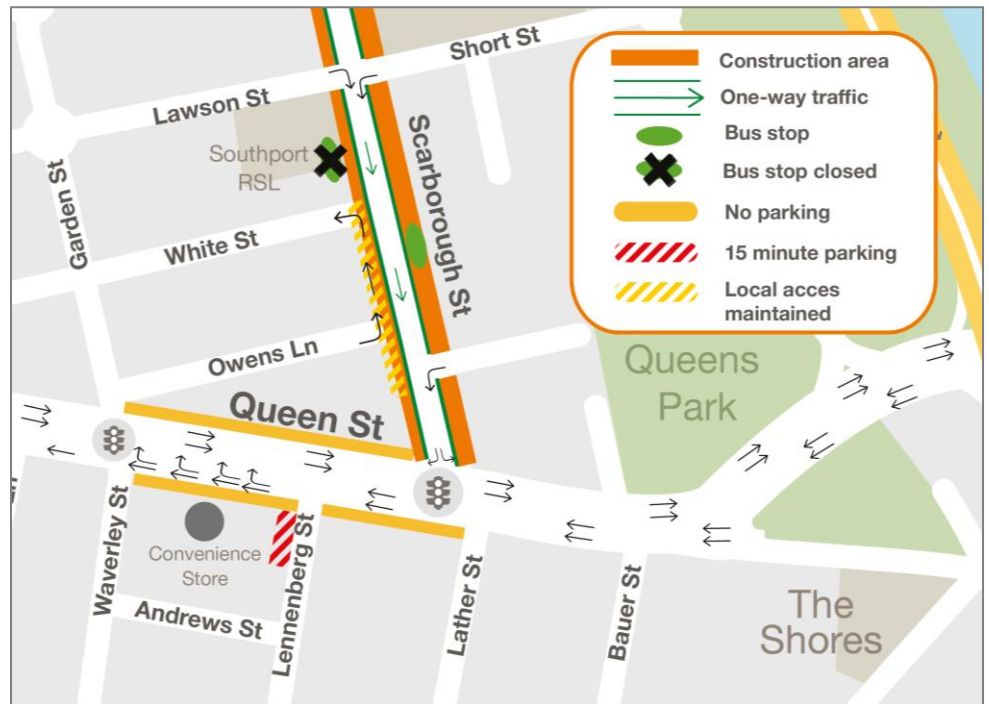 Short St
Lawson St
Southport
RSL
Scarborough St
Garden St
White St
Owens Ln
Queen St
Construction area
One-way traffic
Bus stop
Bus stop closed
No parking
15 minute parking
Local acces
maintained
Queens
Park
Ln
Waverley St
Convenience
Store
Lennenberg St
Andrews St
Lather St
Bauer St
The
Shores